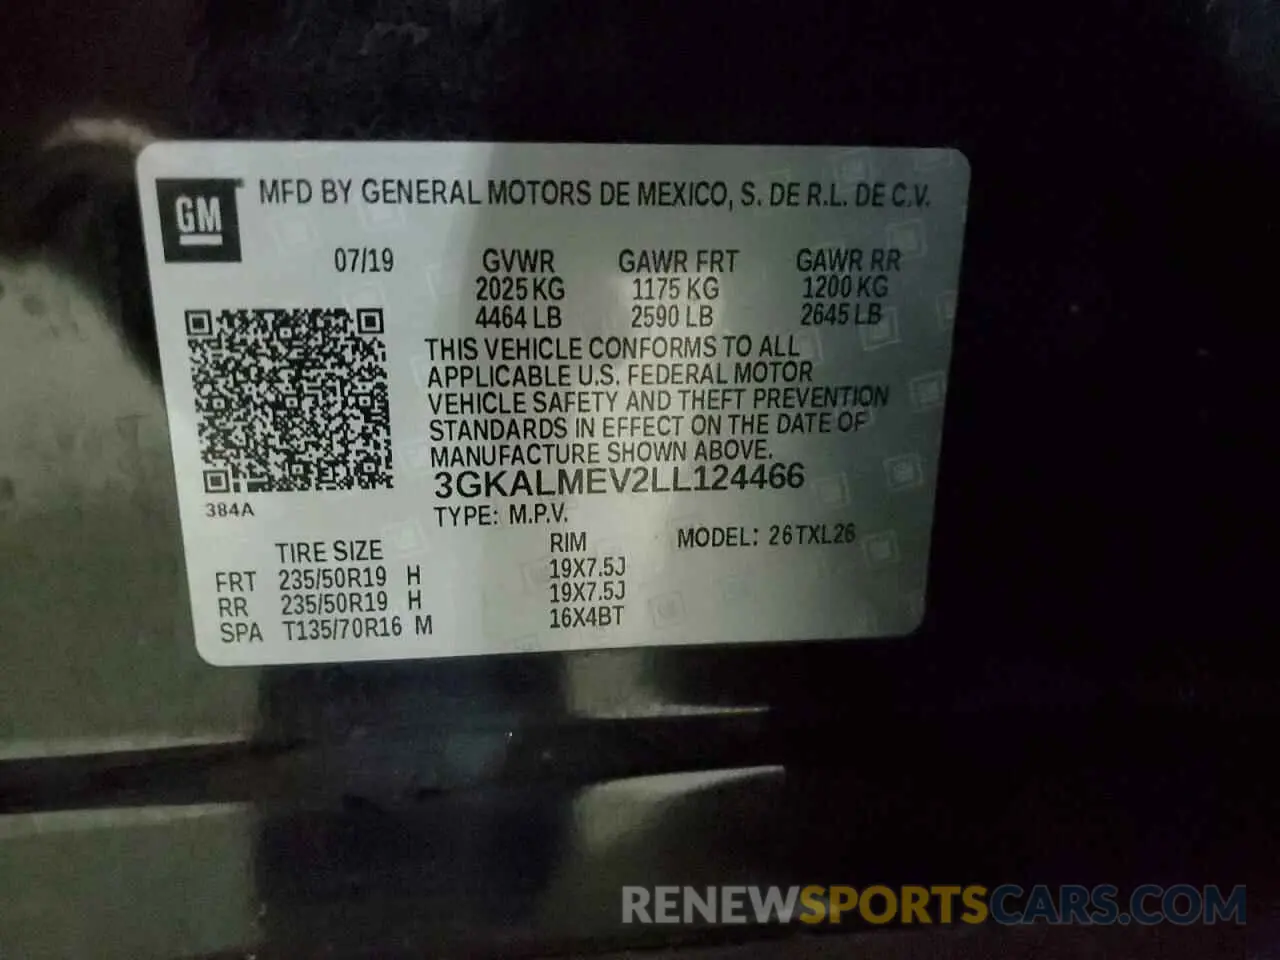 GM MFD BY GENERAL MOTORS DE MEXICO, S. DE R.L. DE C.V.
07/19 GVWR GAWR FRT GAWR RR
2025 KG 1175 KG 1200 KG
4464 LB 2590 LB 2645 LB
THIS VEHICLE CONFORMS TO ALL
APPLICABLE U.S. FEDERAL MOTOR
VEHICLE SAFETY AND THEFT PREVENTION
STANDARDS IN EFFECT ON THE DATE OF
MANUFACTURE SHOWN ABOVE.
3GKALMEV2LL124466
384A
TYPE: M.P.V.
TIRE SIZE RIM MODEL: 26TXL26
FRT 235/50R19 H 19X7.5J
RR 235/50R19 H 19X7.5J
SPA T135/70R16 M 16X4BT
RENEWSPORTSCARS.COM